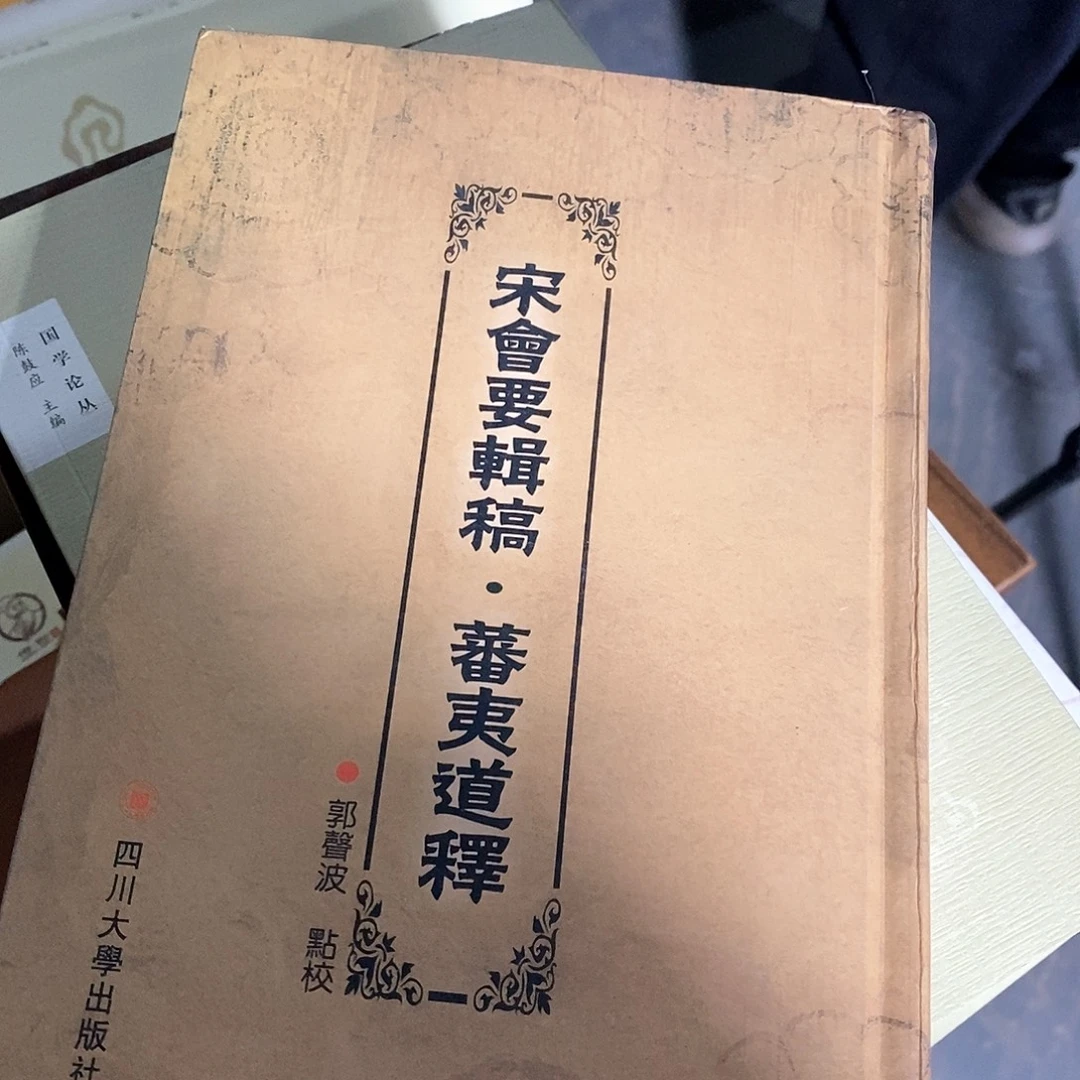 宋會要輯稿·蕃夷道釋
郭聲波 點校
四川大學出版社
国学论丛
陈鼓应 主编